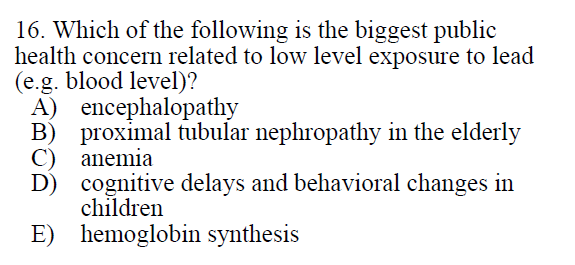 16. Which of the following is the biggest public
health concern related to low level exposure to lead
(e.g. blood level)?
A) encephalopathy
B) proximal tubular nephropathy in the elderly
C) anemia
D) cognitive delays and behavioral changes in
children
E) hemoglobin synthesis